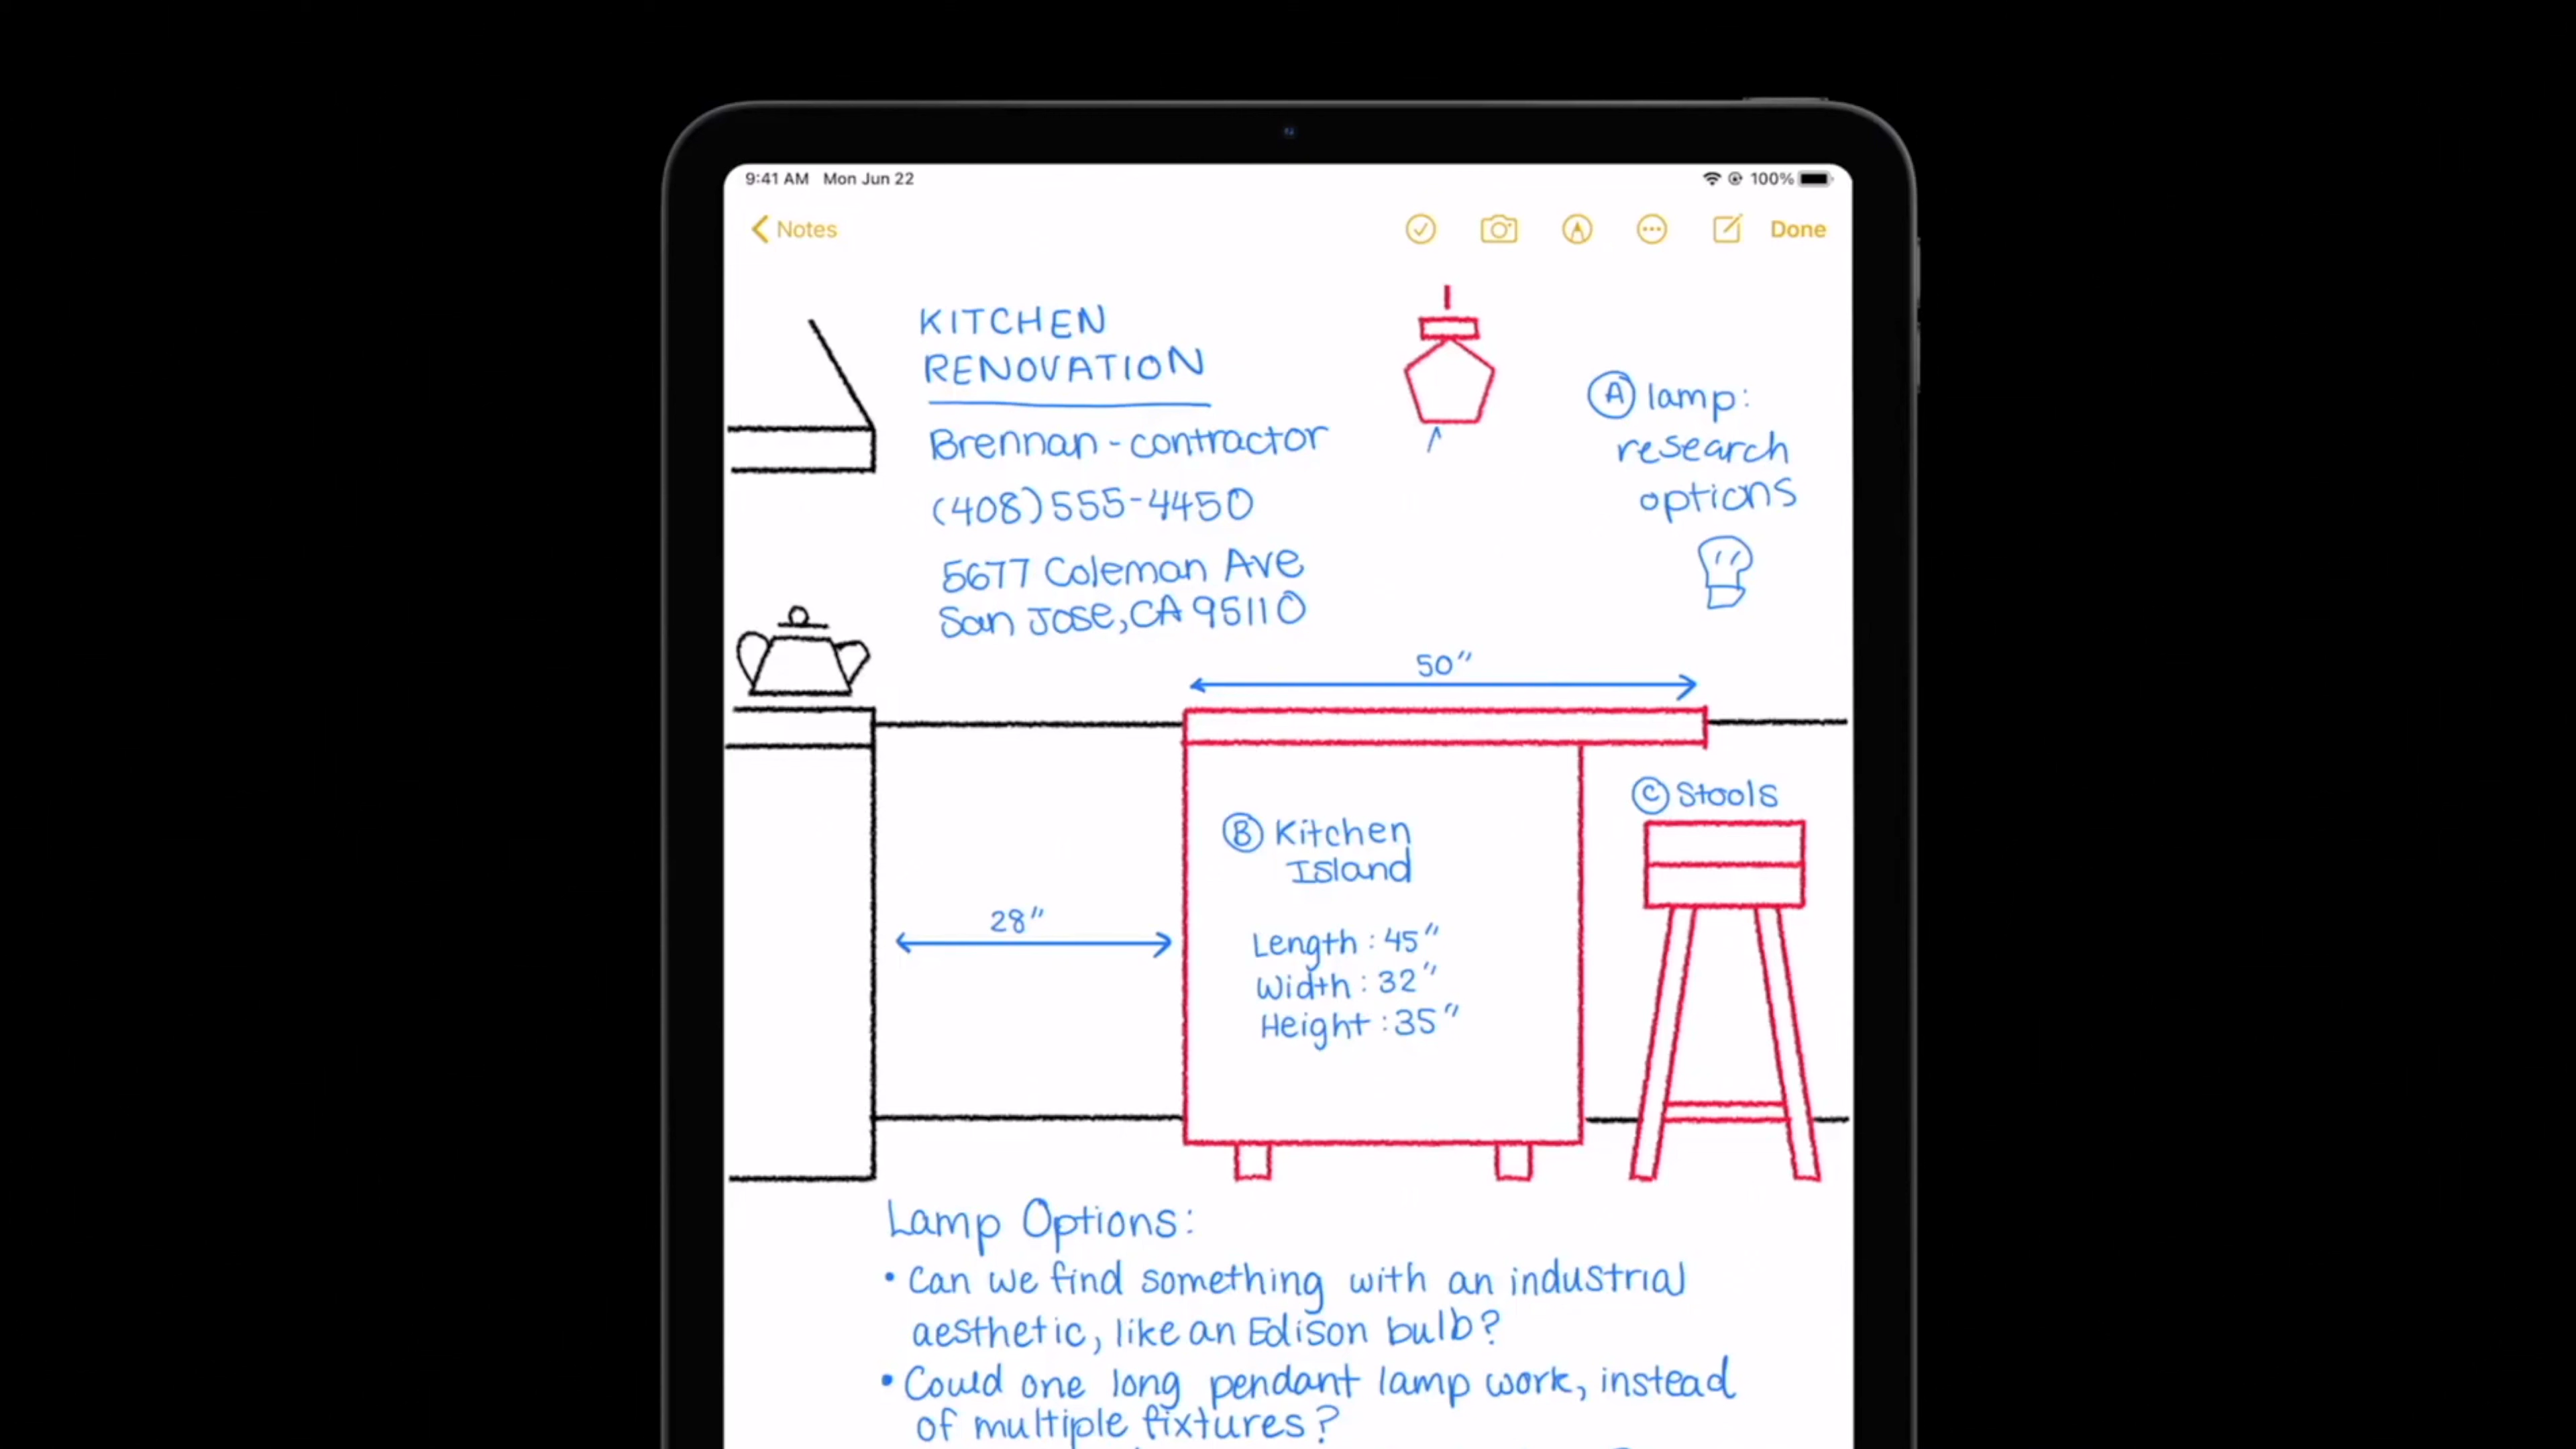 9:41 AM Mon Jun 22
100%
Notes
Done
KITCHEN
RENOVATION
Brennan - contractor
(408) 555-4450
5677 Coleman Ave
San Jose, CA 95110
A lamp:
research
options
50"
C Stools
B Kitchen
Island
28"
Length: 45"
Width: 32"
Height: 35"
Lamp Options:
• Can we find something with an industrial
aesthetic, like an Edison bulb?
• Could one long pendant lamp work, instead
of multiple fixtures?